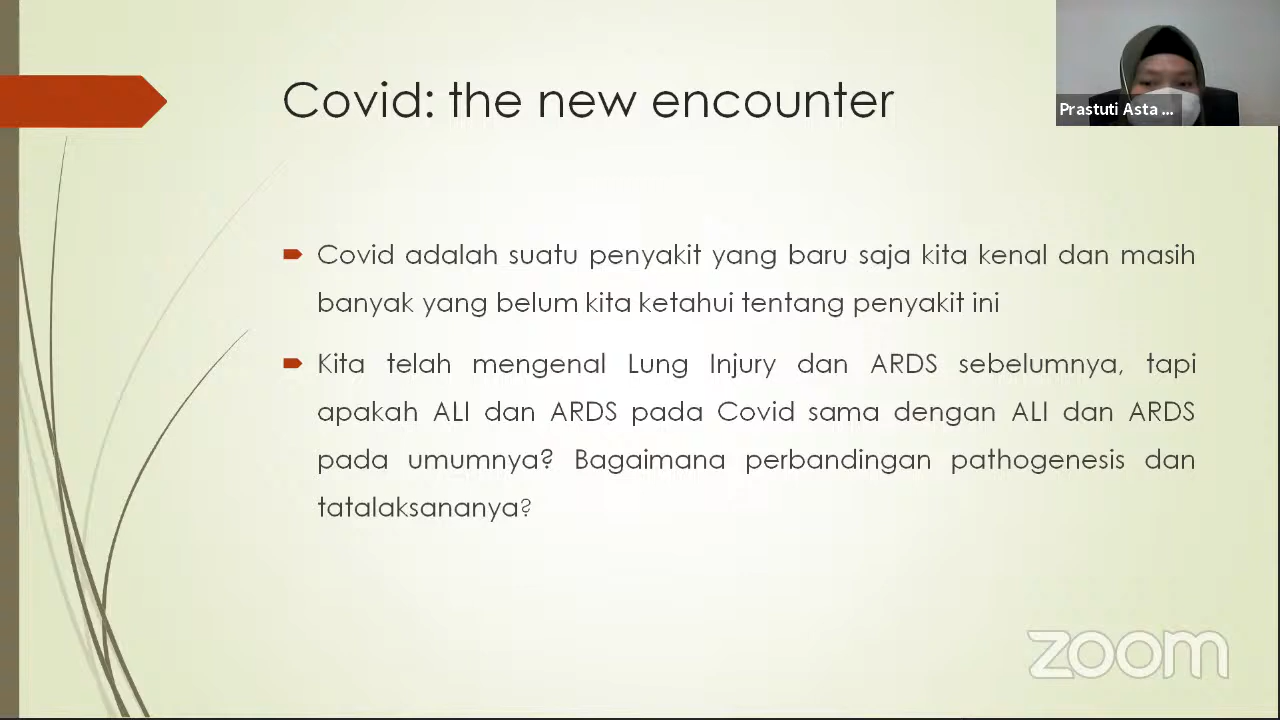 Covid: the new encounter
Prastuti Asta ...
Covid adalah suatu penyakit yang baru saja kita kenal dan masih
banyak yang belum kita ketahui tentang penyakit ini
Kita telah mengenal Lung Injury dan ARDS sebelumnya, tapi
apakah ALI dan ARDS pada Covid sama dengan ALI dan ARDS
pada umumnya? Bagaimana perbandingan pathogenesis dan
tatalaksananya?
zoom